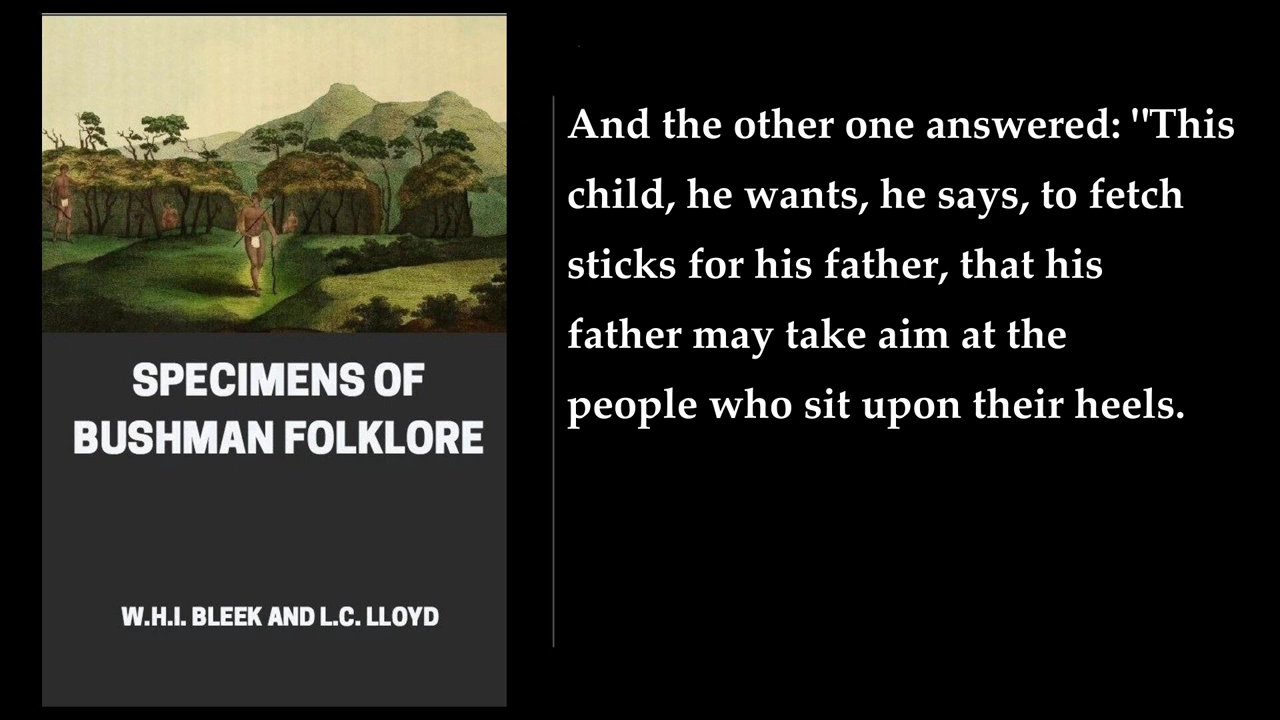 SPECIMENS OF
BUSHMAN FOLKLORE
W.H.I. BLEEK AND L.C. LLOYD
And the other one answered: "This
child, he wants, he says, to fetch
sticks for his father, that his
father may take aim at the
people who sit upon their heels.